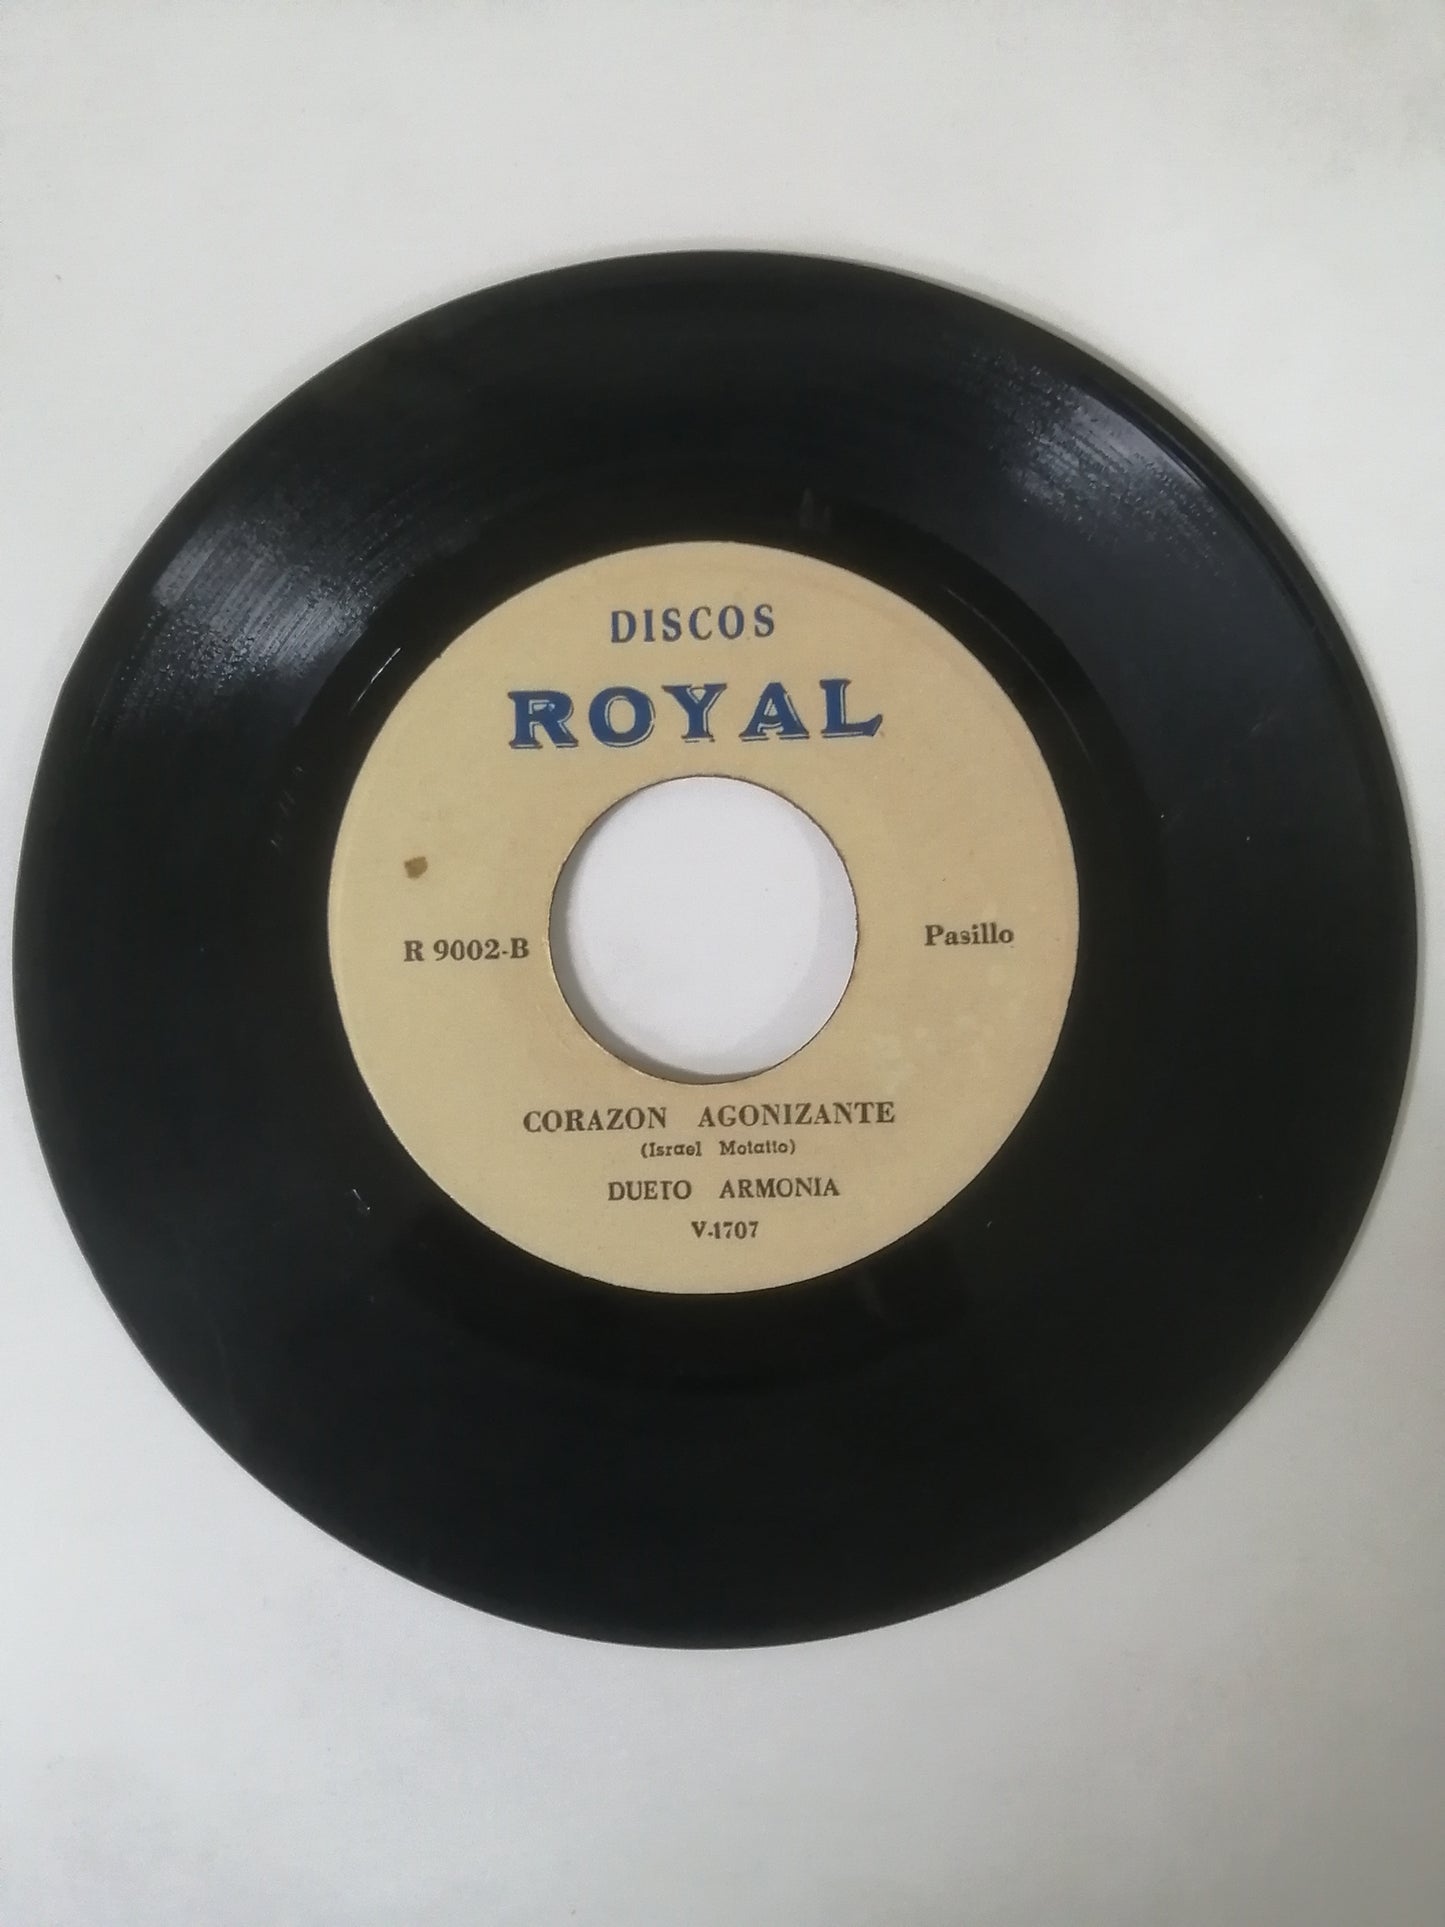 DISCOS
ROYAL
R 9002-B
Pasillo
CORAZON AGONIZANTE
(Israel Motatto)
DUETO ARMONIA
V-1707